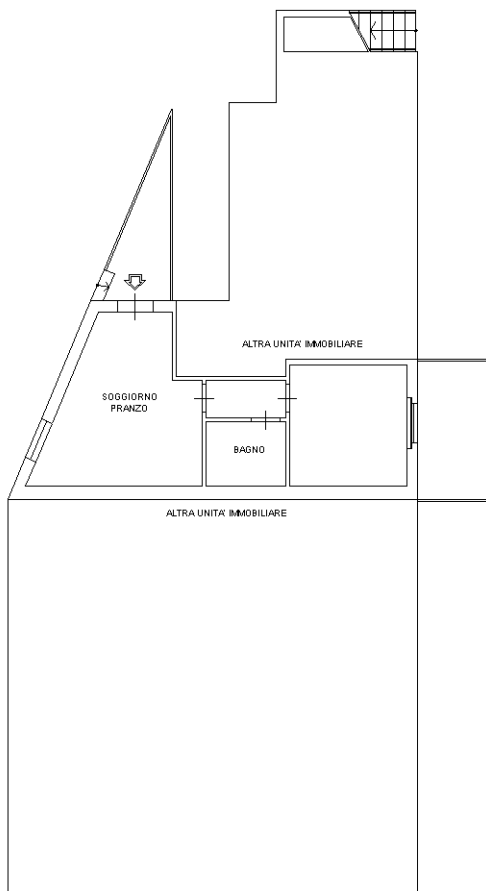 ALTRA UNITA' IMMOBILIARE
SOGGIORNO
PRANZO
BAGNO
ALTRA UNITA' IMMOBILIARE